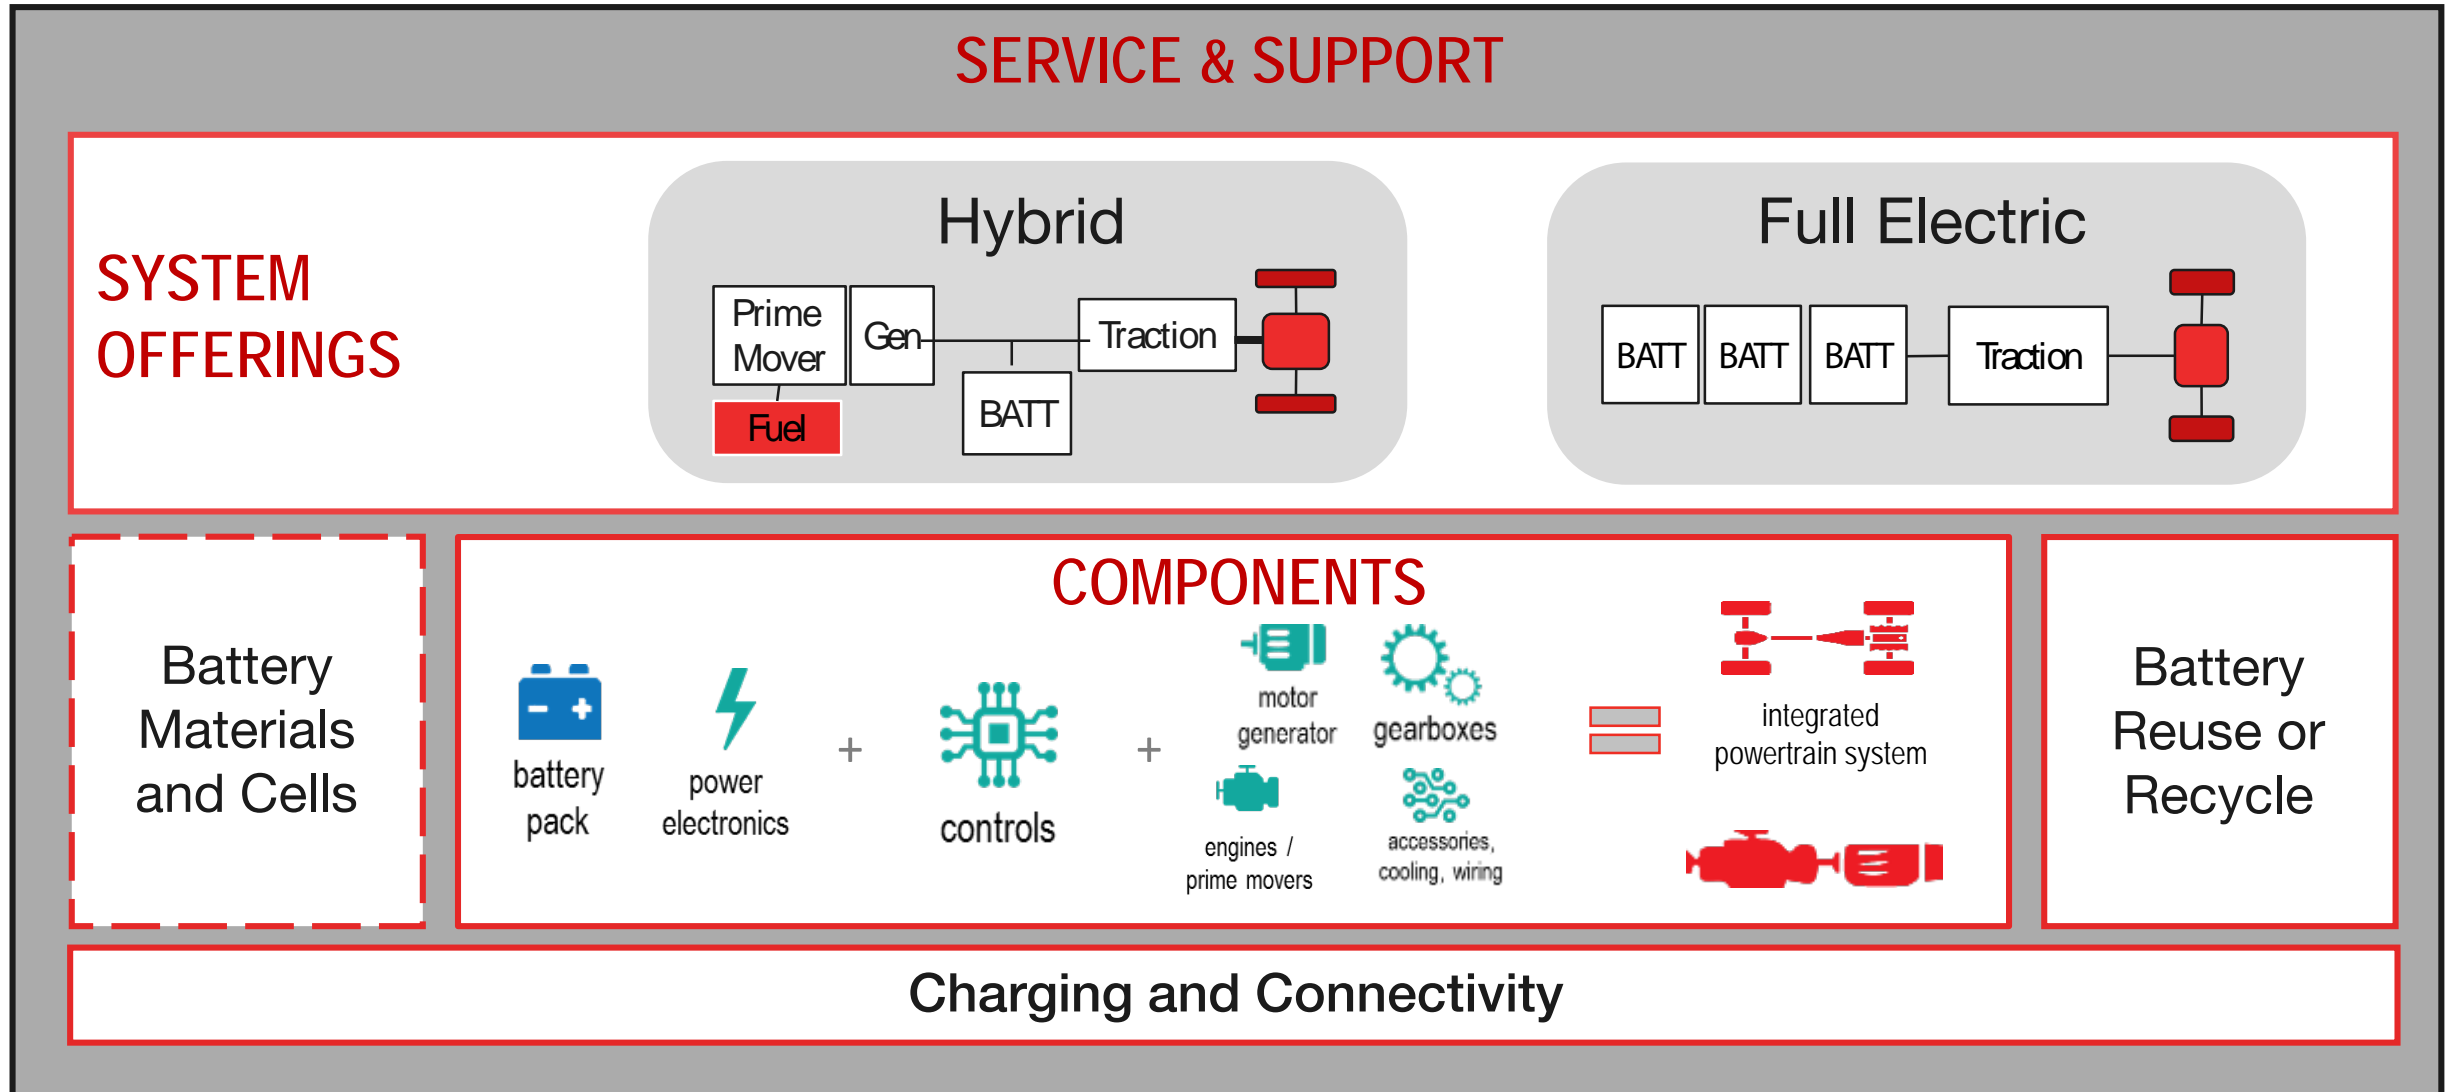 SERVICE & SUPPORT
SYSTEM
OFFERINGS
Hybrid
Prime
Mover
Gen
Traction
Fuel
BATT
Full Electric
BATT
BATT
BATT
Traction
Battery
Materials
and Cells
COMPONENTS
battery
pack
power
electronics
+
controls
+
motor
generator
gearboxes
engines /
prime movers
accessories,
cooling, wiring
integrated
powertrain system
Battery
Reuse or
Recycle
Charging and Connectivity